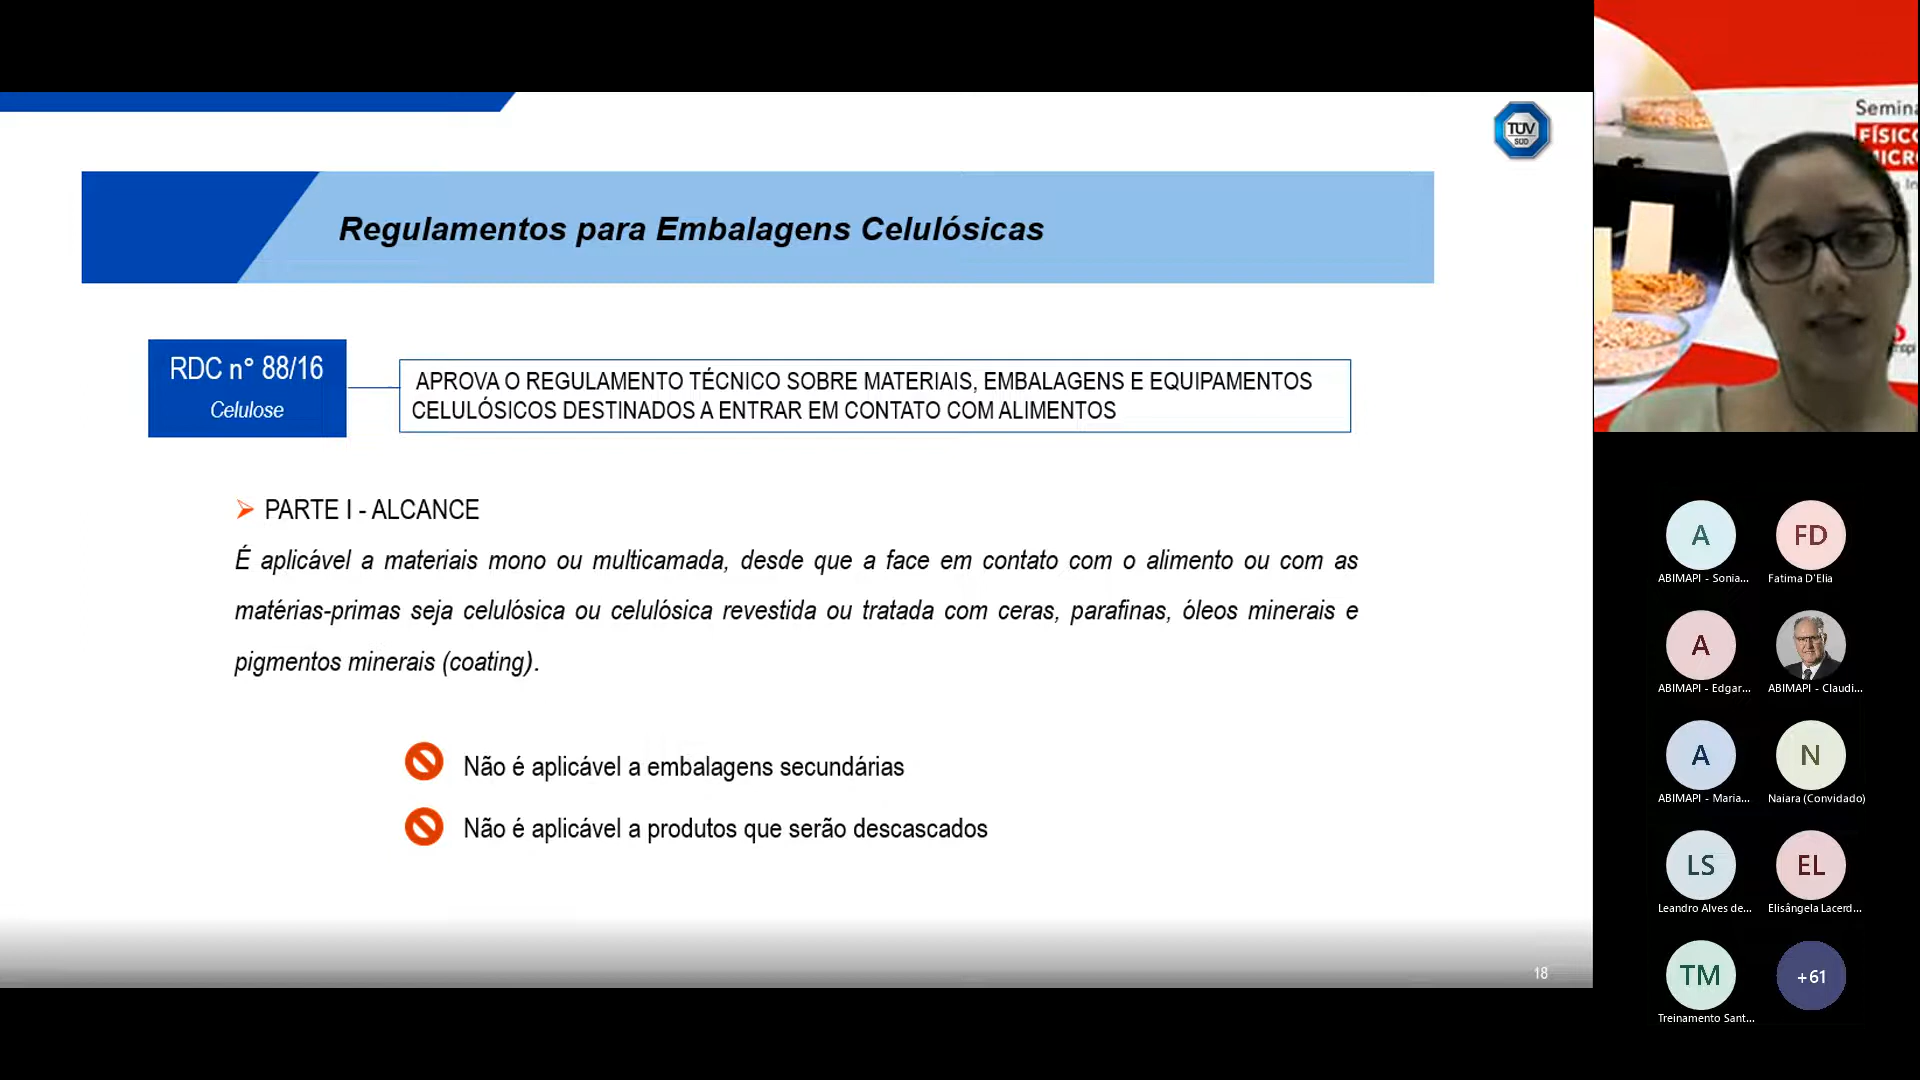 TÜV
SÜD
Regulamentos para Embalagens Celulósicas
RDC n° 88/16
Celulose
APROVA O REGULAMENTO TÉCNICO SOBRE MATERIAIS, EMBALAGENS E EQUIPAMENTOS
CELULÓSICOS DESTINADOS A ENTRAR EM CONTATO COM ALIMENTOS
➢ PARTE I - ALCANCE
É aplicável a materiais mono ou multicamada, desde que a face em contato com o alimento ou com as
matérias-primas seja celulósica ou celulósica revestida ou tratada com ceras, parafinas, óleos minerais e
pigmentos minerais (coating).
Não é aplicável a embalagens secundárias
Não é aplicável a produtos que serão descascados
18
Semina
FÍSICO
MICRO
A
ABIMAPI - Sonia...
FD
Fatima D'Elia
A
ABIMAPI - Edgar...
ABIMAPI - Claudi...
A
ABIMAPI - Maria...
N
Naiara (Convidado)
LS
Leandro Alves de...
EL
Elisângela Lacerd...
TM
Treinamento Sant...
+61